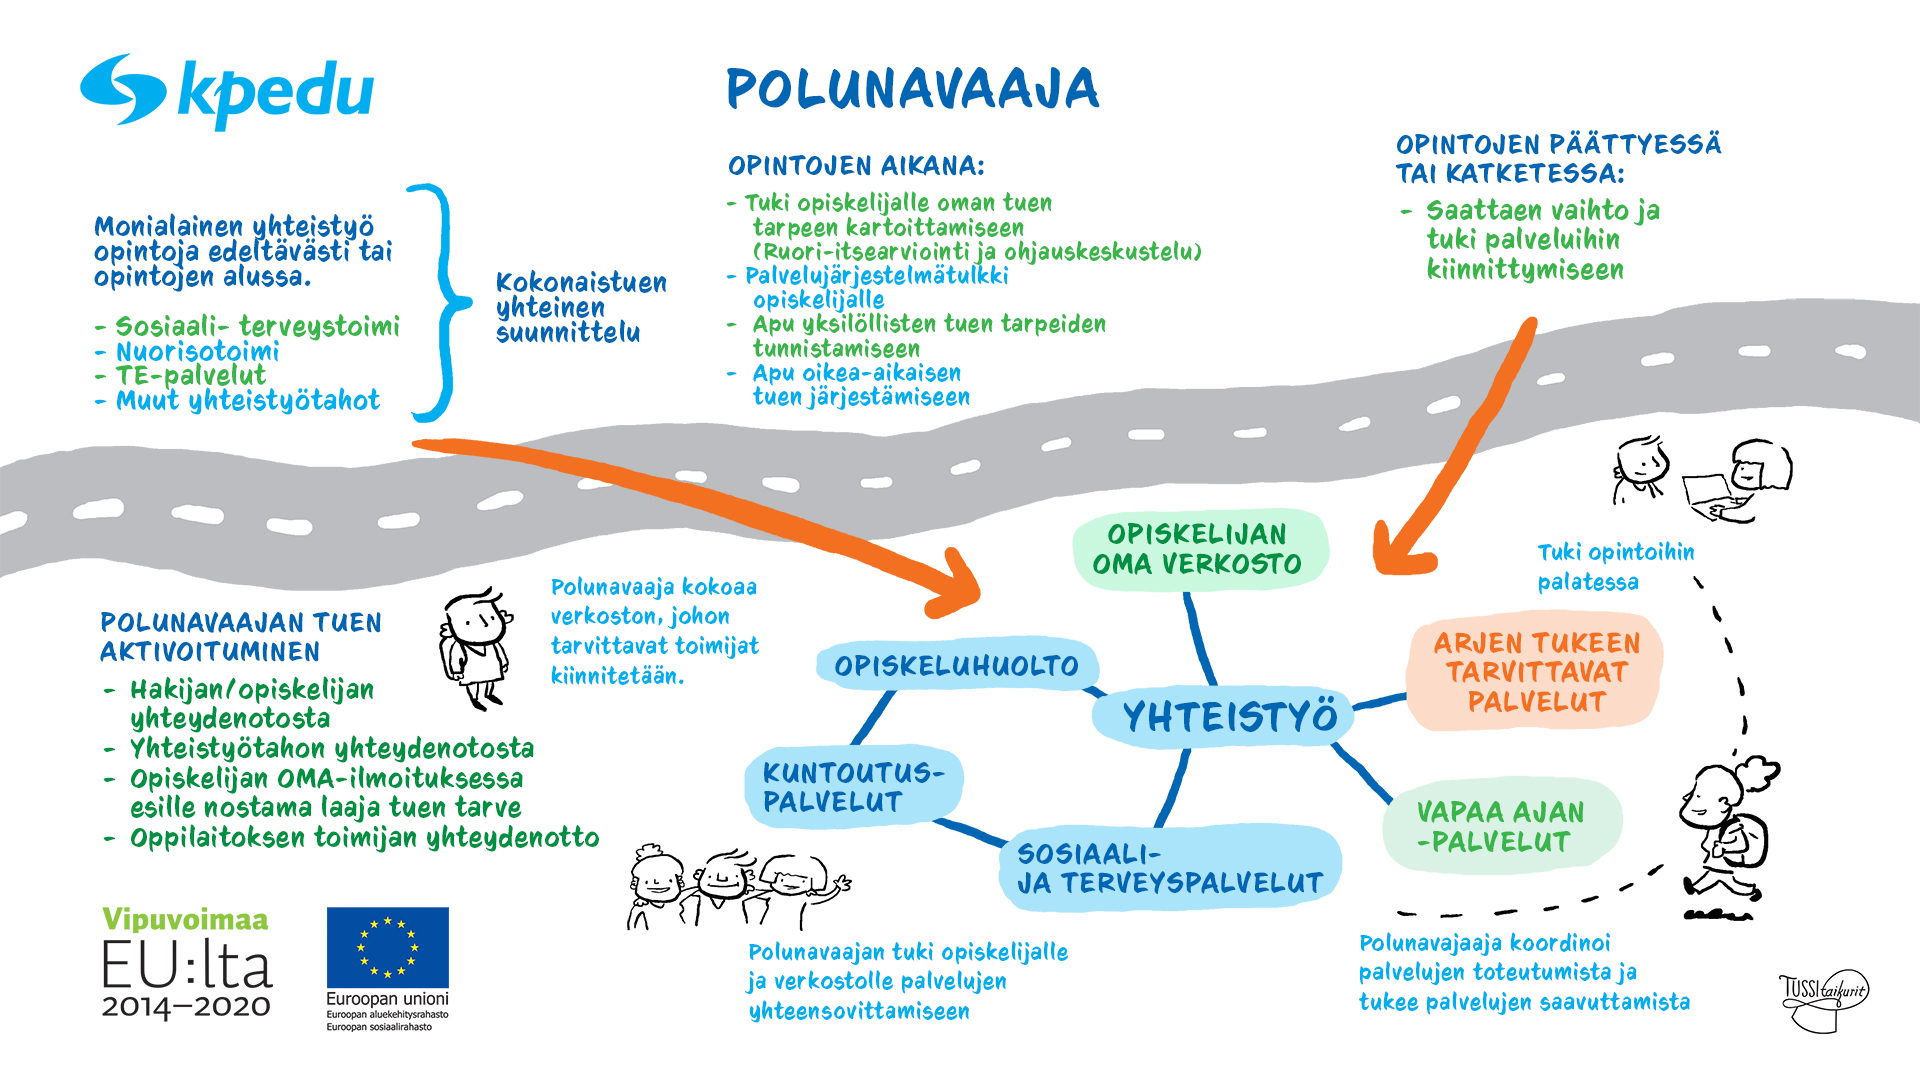 kpedu
POLUNAVAAJA
Monialainen yhteistyö
opintoja edeltävästi tai
opintojen alussa.
- Sosiaali- terveystoimi
- Nuorisotoimi
- TE-palvelut
- Muut yhteistyötahot
Kokonaistuen
yhteinen
suunnittelu
OPINTOJEN AIKANA:
- Tuki opiskelijalle oman tuen
tarpeen kartoittamiseen
(Ruori-itsearviointi ja ohjauskeskustelu)
- Palvelujärjestelmätulkki
opiskelijalle
- Apu yksilöllisten tuen tarpeiden
tunnistamiseen
- Apu oikea-aikaisen
tuen järjestämiseen
OPINTOJEN PÄÄTTYESSÄ
TAI KATKETESSA:
- Saattaen vaihto ja
tuki palveluihin
kiinnittymiseen
POLUNAVAAJAN TUEN
AKTIVOITUMINEN
- Hakijan/opiskelijan
yhteydenotosta
- Yhteistyötahon yhteydenotosta
- Opiskelijan OMA-ilmoituksessa
esille nostama laaja tuen tarve
- Oppilaitoksen toimijan yhteydenotto
Polunavaaja kokoaa
verkoston, johon
tarvittavat toimijat
kiinnitetään.
OPISKELIJAN
OMA VERKOSTO
OPISKELUHUOLTO
YHTEISTYÖ
ARJEN TUKEEN
TARVITTAVAT
PALVELUT
KUNTOUTUS-
PALVELUT
SOSIAALI-
JA TERVEYSPALVELUT
VAPAA AJAN
-PALVELUT
Tuki opintoihin
palatessa
Polunavaajan tuki opiskelijalle
ja verkostolle palvelujen
yhteensovittamiseen
Polunavajaaja koordinoi
palvelujen toteutumista ja
tukee palvelujen saavuttamista
Vipuvoimaa
EU:lta
2014–2020
Euroopan unioni
Euroopan aluekehitysrahasto
Euroopan sosiaalirahasto
TUSSItaikurit